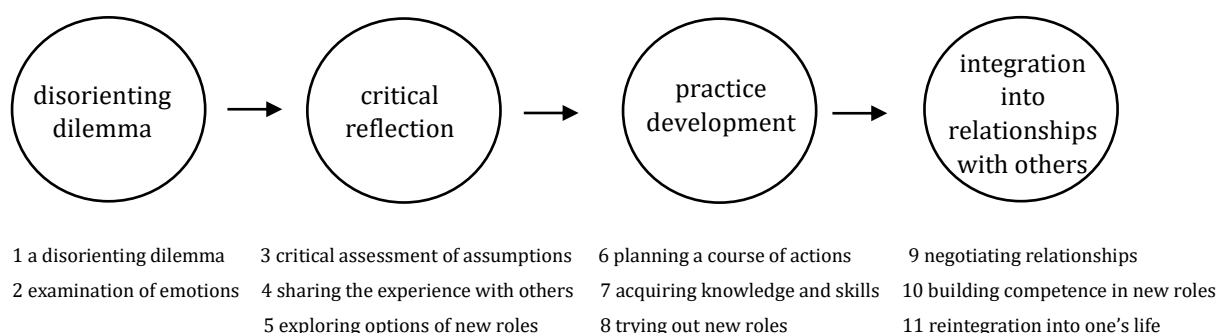 disorienting
dilemma
critical
reflection
practice
development
integration
into
relationships
with others
1 a disorienting dilemma
2 examination of emotions
3 critical assessment of assumptions
4 sharing the experience with others
5 exploring options of new roles
6 planning a course of actions
7 acquiring knowledge and skills
8 trying out new roles
9 negotiating relationships
10 building competence in new roles
11 reintegration into one’s life